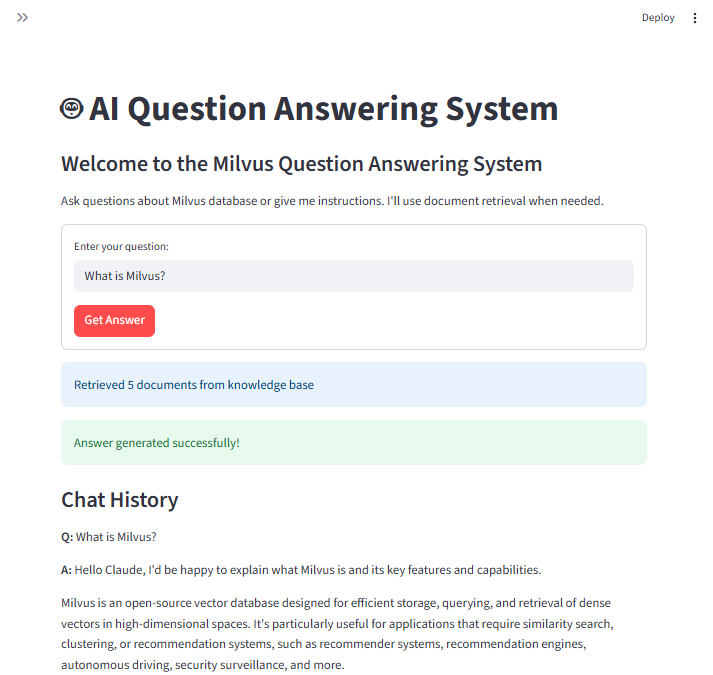 Deploy
AI Question Answering System
Welcome to the Milvus Question Answering System
Ask questions about Milvus database or give me instructions. I'll use document retrieval when needed.
Enter your question:
What is Milvus?
Get Answer
Retrieved 5 documents from knowledge base
Answer generated successfully!
Chat History
Q: What is Milvus?
A: Hello Claude, I'd be happy to explain what Milvus is and its key features and capabilities.
Milvus is an open-source vector database designed for efficient storage, querying, and retrieval of dense
vectors in high-dimensional spaces. It's particularly useful for applications that require similarity search,
clustering, or recommendation systems, such as recommender systems, recommendation engines,
autonomous driving, security surveillance, and more.